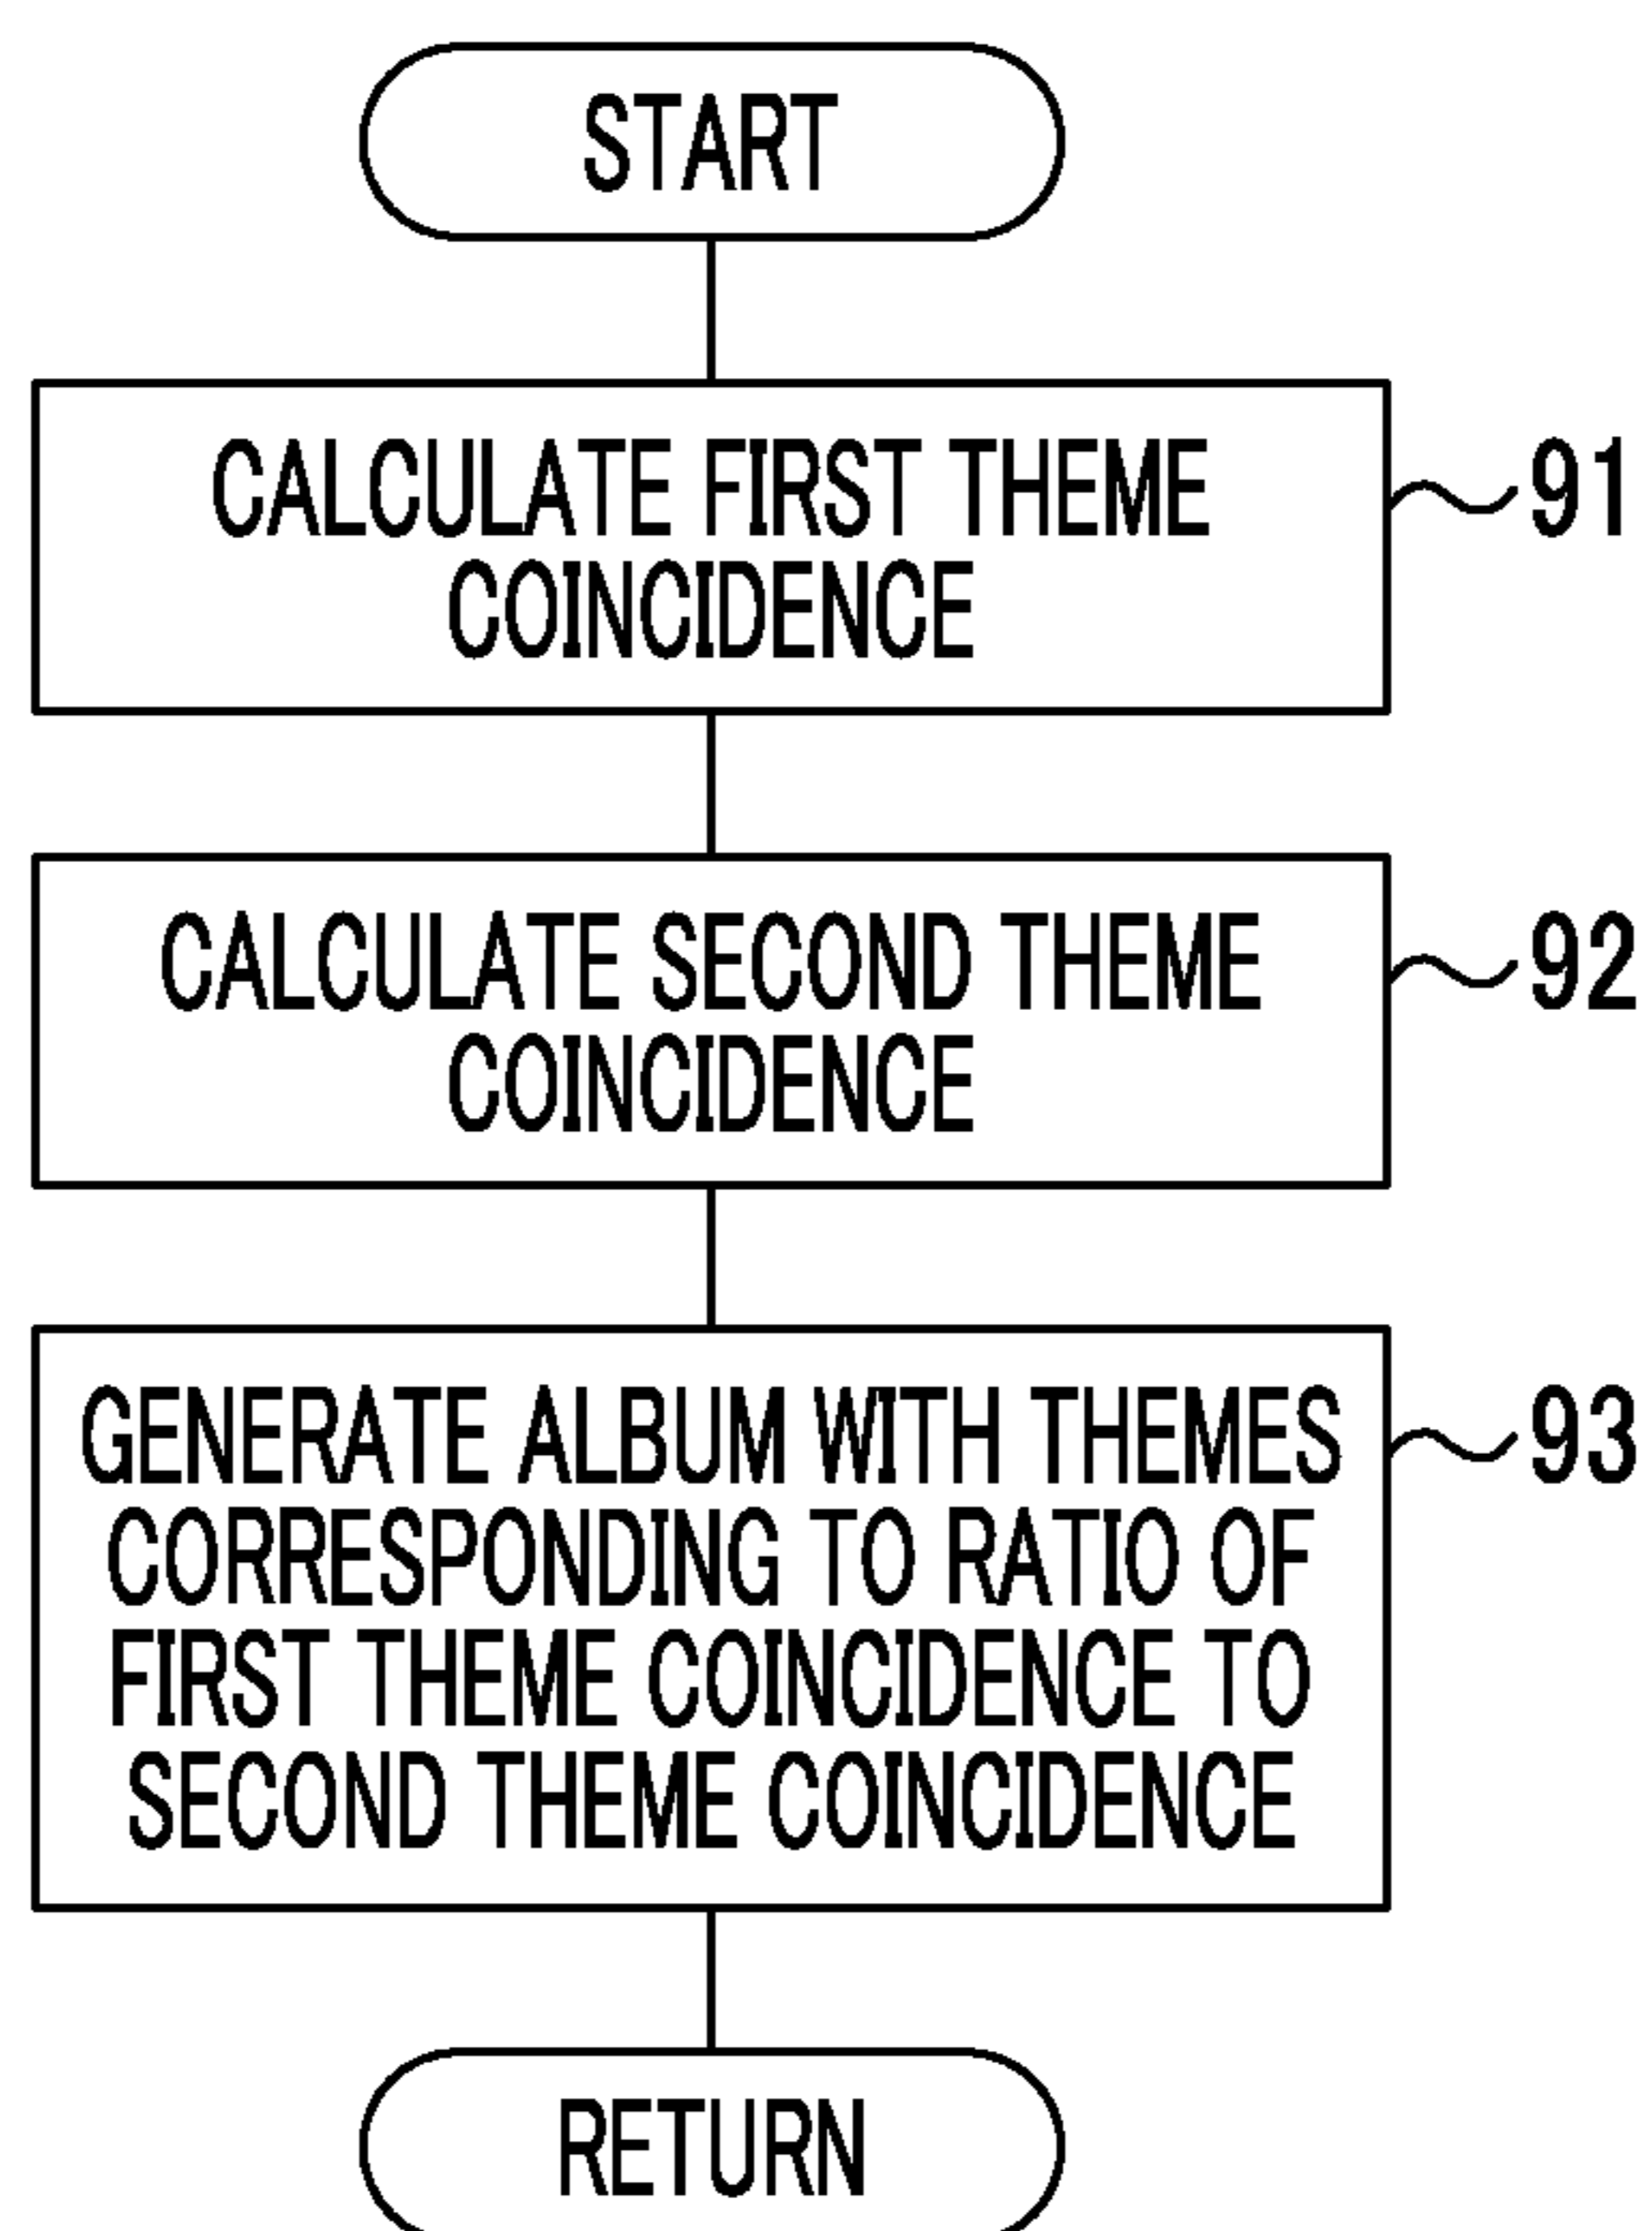 START
CALCULATE FIRST THEME
COINCIDENCE
91
CALCULATE SECOND THEME
COINCIDENCE
92
GENERATE ALBUM WITH THEMES
CORRESPONDING TO RATIO OF
FIRST THEME COINCIDENCE TO
SECOND THEME COINCIDENCE
93
RETURN